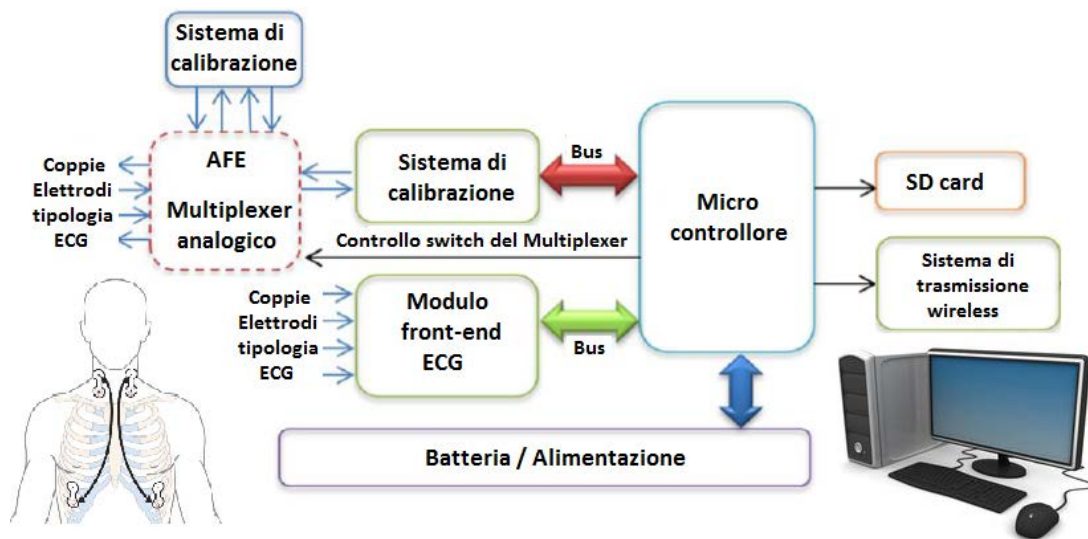 Sistema di
calibrazione
AFE
Multiplexer
analogico
Coppie
Elettrodi
tipologia
ECG
Sistema di
calibrazione
Bus
Micro
controllore
SD card
Controllo switch del Multiplexer
Sistema di
trasmissione
wireless
Coppie
Elettrodi
tipologia
ECG
Modulo
front-end
ECG
Bus
Batteria / Alimentazione